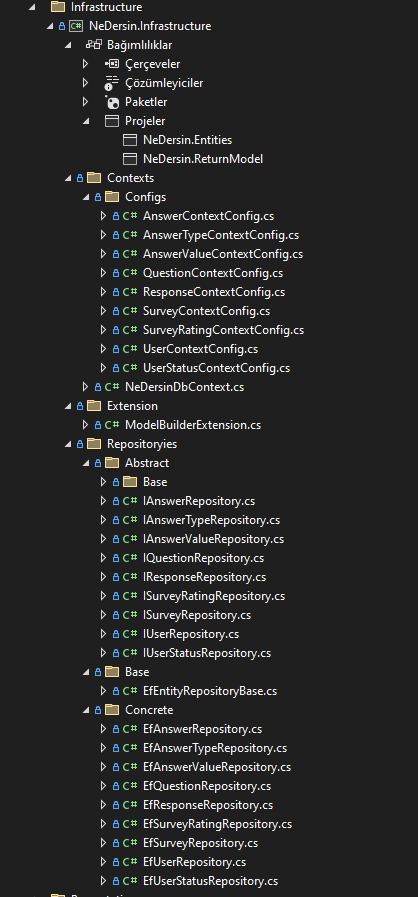 Infrastructure
C# NeDersin.Infrastructure
Bağımlılıklar
Çerçeveler
Çözümleyiciler
Paketler
Projeler
NeDersin.Entities
NeDersin.ReturnModel
Contexts
Configs
C# AnswerContextConfig.cs
C# AnswerTypeContextConfig.cs
C# AnswerValueContextConfig.cs
C# QuestionContextConfig.cs
C# ResponseContextConfig.cs
C# SurveyContextConfig.cs
C# SurveyRatingContextConfig.cs
C# UserContextConfig.cs
C# UserStatusContextConfig.cs
C# NeDersinDbContext.cs
Extension
C# ModelBuilderExtension.cs
Repositoryies
Abstract
Base
C# IAnswerRepository.cs
C# IAnswerTypeRepository.cs
C# IAnswerValueRepository.cs
C# IQuestionRepository.cs
C# IResponseRepository.cs
C# ISurveyRatingRepository.cs
C# ISurveyRepository.cs
C# IUserRepository.cs
C# IUserStatusRepository.cs
Base
C# EfEntityRepositoryBase.cs
Concrete
C# EfAnswerRepository.cs
C# EfAnswerTypeRepository.cs
C# EfAnswerValueRepository.cs
C# EfQuestionRepository.cs
C# EfResponseRepository.cs
C# EfSurveyRatingRepository.cs
C# EfSurveyRepository.cs
C# EfUserRepository.cs
C# EfUserStatusRepository.cs